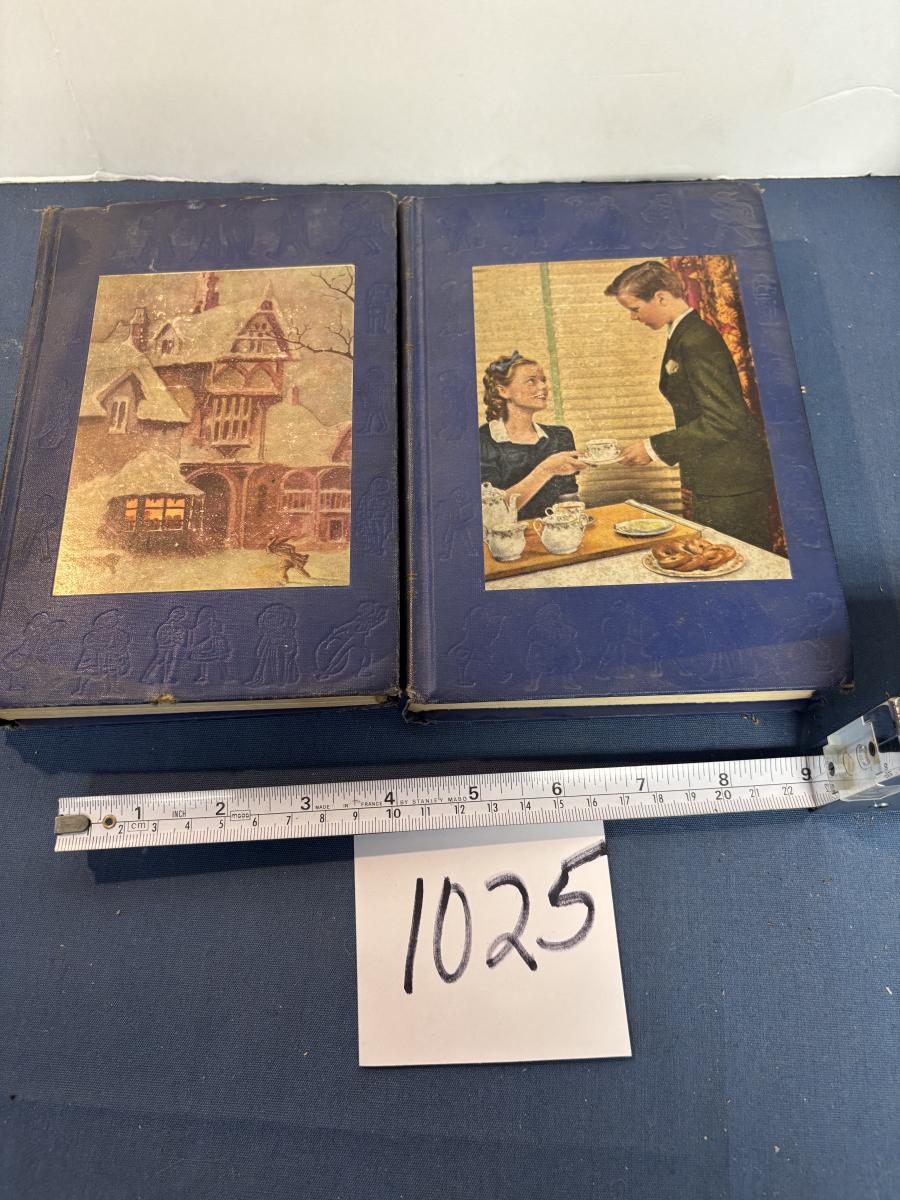 1 2 3 4 5 6 7 8 9
INCH MABO MADE IN FRANCE BY STANLEY MABO
cm 2 3 4 5 6 7 8 9 10 11 12 13 14 15 16 17 18 19 20 21 22
1025